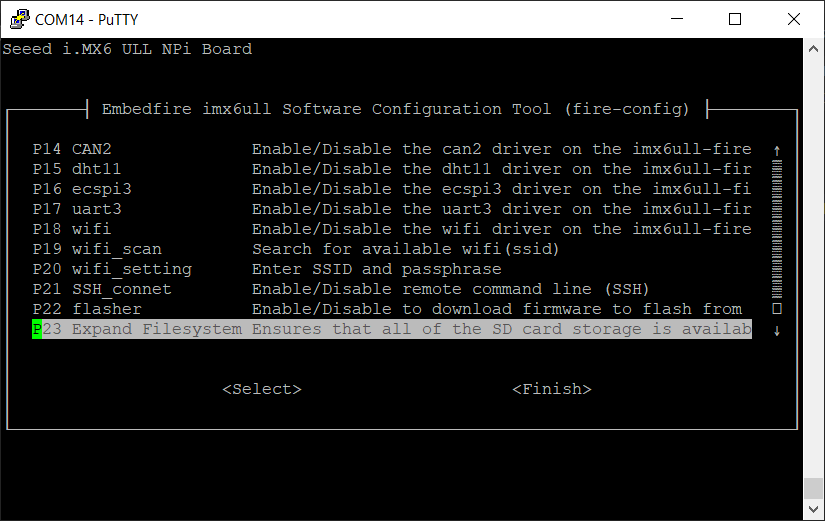 COM14 - PuTTY
Seeed i.MX6 ULL NPi Board
Embedfire imx6ull Software Configuration Tool (fire-config)
P14 CAN2 Enable/Disable the can2 driver on the imx6ull-fire
P15 dht11 Enable/Disable the dht11 driver on the imx6ull-fir
P16 ecspi3 Enable/Disable the ecspi3 driver on the imx6ull-fi
P17 uart3 Enable/Disable the uart3 driver on the imx6ull-fir
P18 wifi Enable/Disable the wifi driver on the imx6ull-fire
P19 wifi_scan Search for available wifi(ssid)
P20 wifi_setting Enter SSID and passphrase
P21 SSH_connet Enable/Disable remote command line (SSH)
P22 flasher Enable/Disable to download firmware to flash from
P23 Expand Filesystem Ensures that all of the SD card storage is availab
<Select> <Finish>